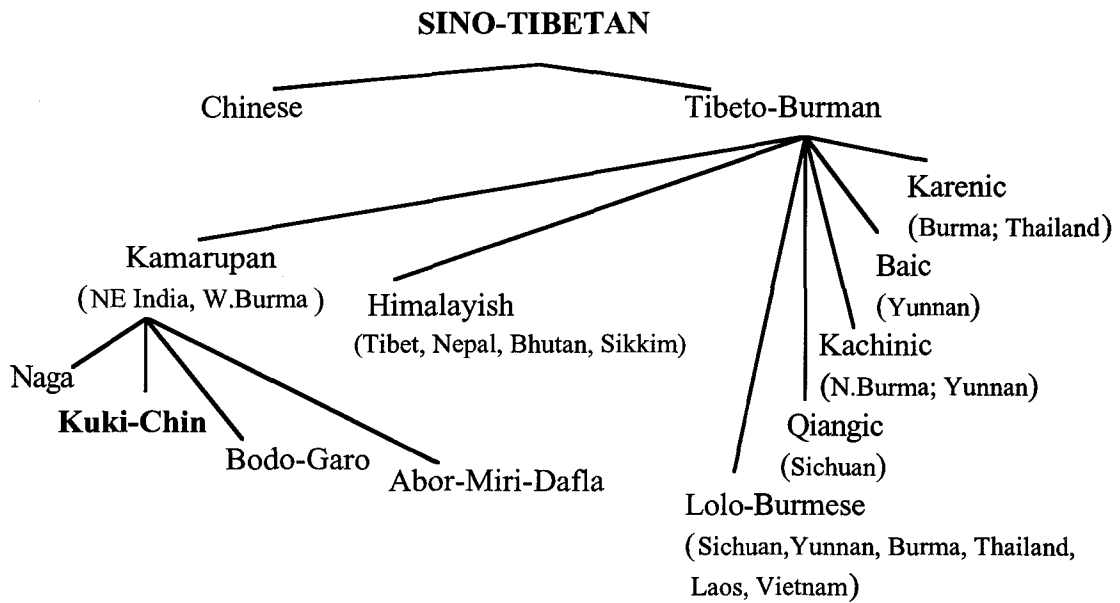 SINO-TIBETAN
Chinese
Tibeto-Burman
Karenic
(Burma; Thailand)
Kamarupan
(NE India, W.Burma )
Baic
(Yunnan)
Himalayish
(Tibet, Nepal, Bhutan, Sikkim)
Kachinic
(N.Burma; Yunnan)
Naga
Kuki-Chin
Qiangic
(Sichuan)
Bodo-Garo
Abor-Miri-Dafla
Lolo-Burmese
(Sichuan,Yunnan, Burma, Thailand,
Laos, Vietnam)